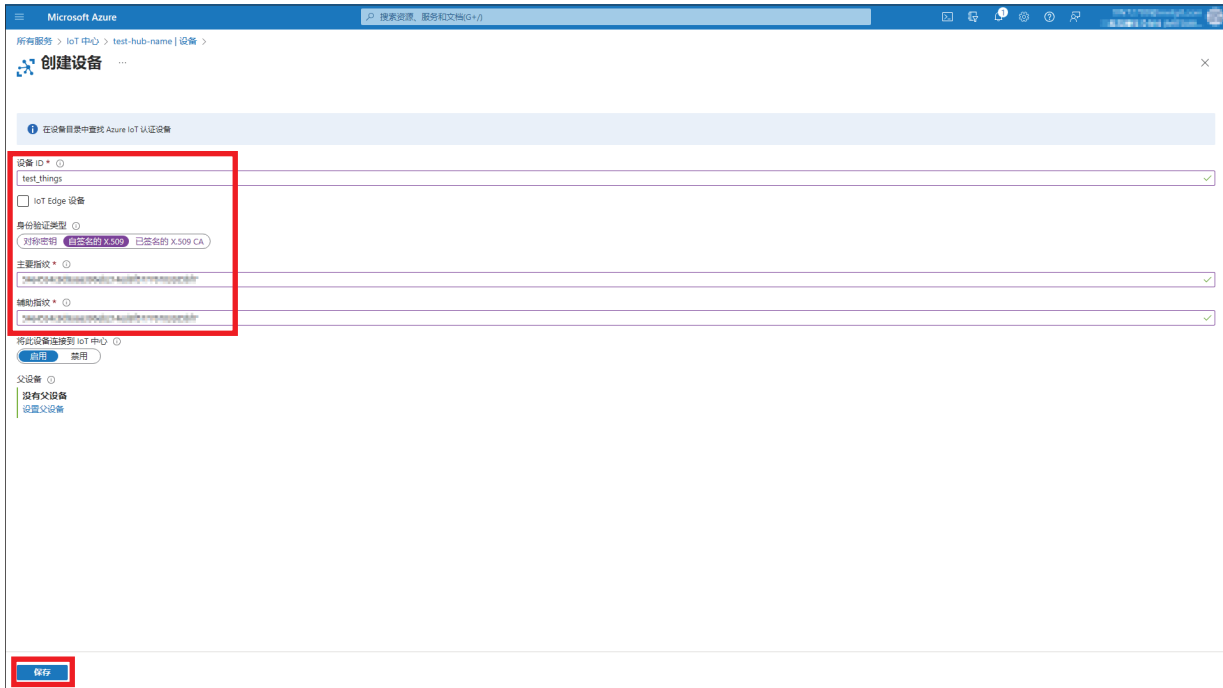 Microsoft Azure
搜索资源、服务和文档(G+/)
1
所有服务 > IoT 中心 > test-hub-name | 设备 >
创建设备 ...
在设备目录中查找 Azure IoT 认证设备
设备 ID *
test_things
IoT Edge 设备
身份验证类型
对称密钥 自签名的 X.509 已签名的 X.509 CA
主要指纹 *
辅助指纹 *
将此设备连接到 IoT 中心
启用 禁用
父设备
没有父设备
设置父设备
保存